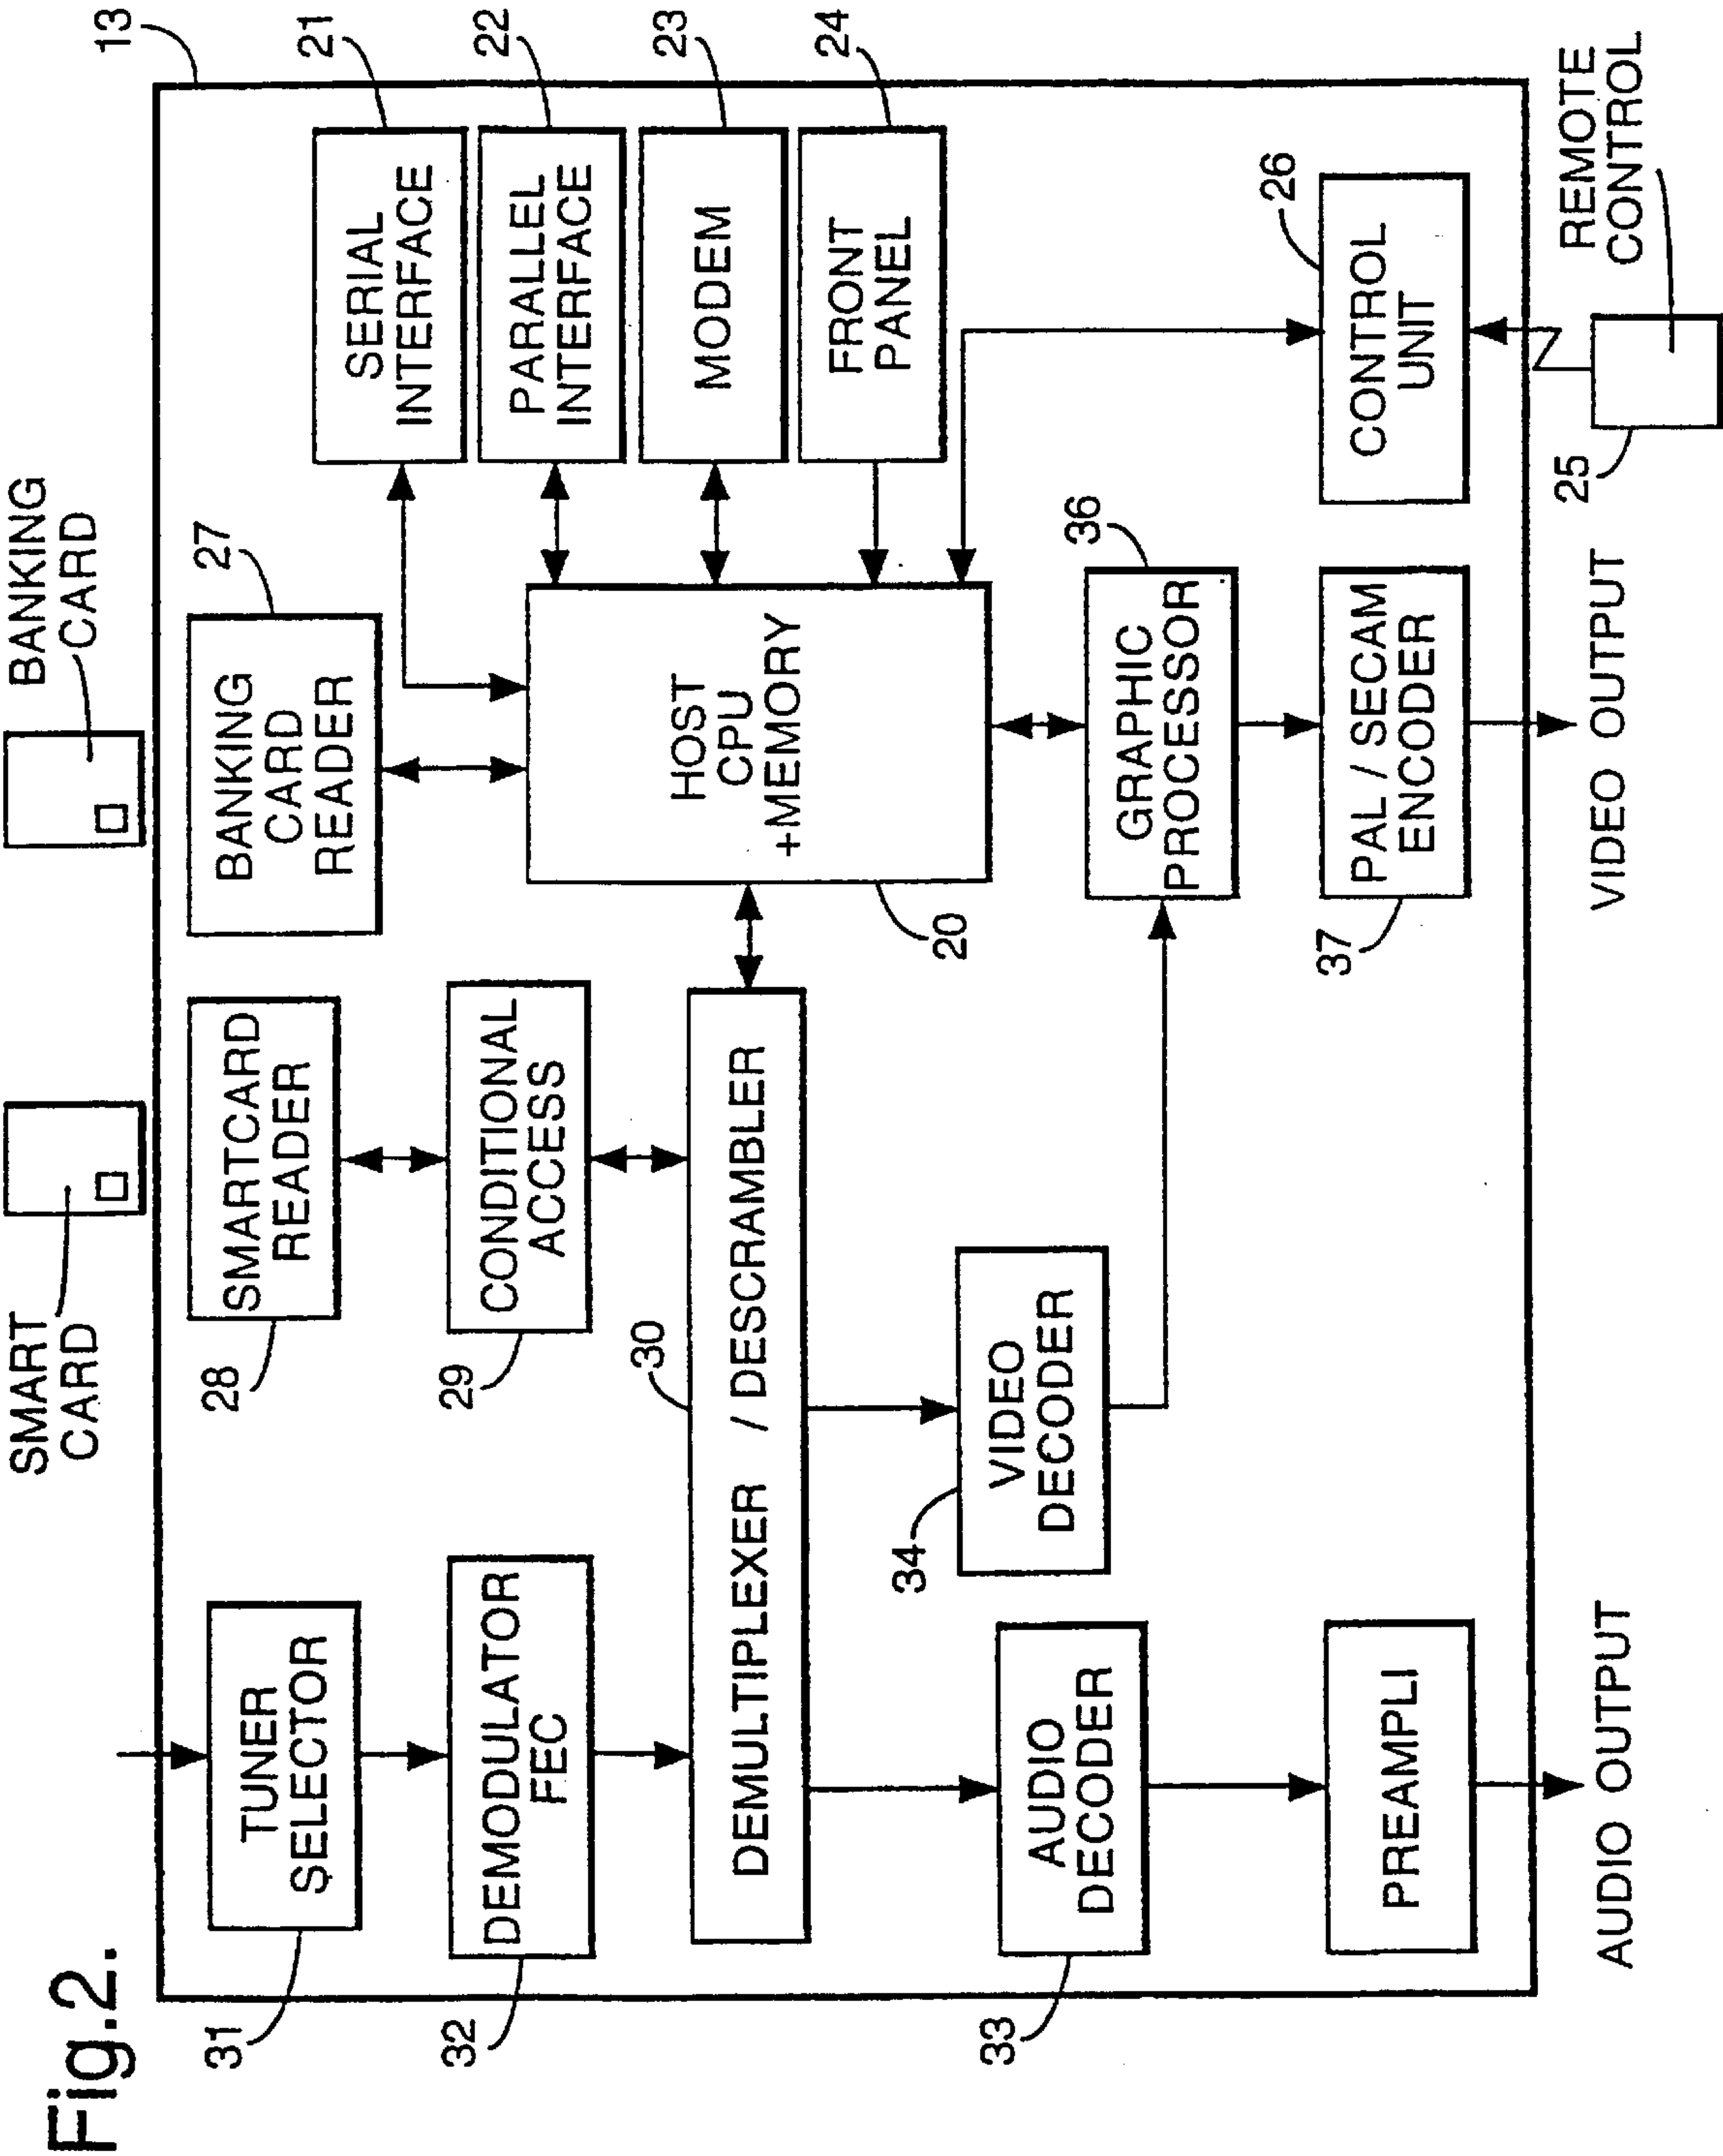 Fig.2.
SMART
CARD
BANKING
CARD
13
31
TUNER
SELECTOR
28
SMARTCARD
READER
27
BANKING
CARD
READER
21
SERIAL
INTERFACE
32
DEMODULATOR
FEC
29
CONDITIONAL
ACCESS
22
PARALLEL
INTERFACE
30
DEMULTIPLEXER / DESCRAMBLER
20
HOST
CPU
+MEMORY
23
MODEM
24
FRONT
PANEL
33
AUDIO
DECODER
34
VIDEO
DECODER
36
GRAPHIC
PROCESSOR
26
CONTROL
UNIT
PREAMPLI
37
PAL / SECAM
ENCODER
25
REMOTE
CONTROL
AUDIO OUTPUT
VIDEO OUTPUT